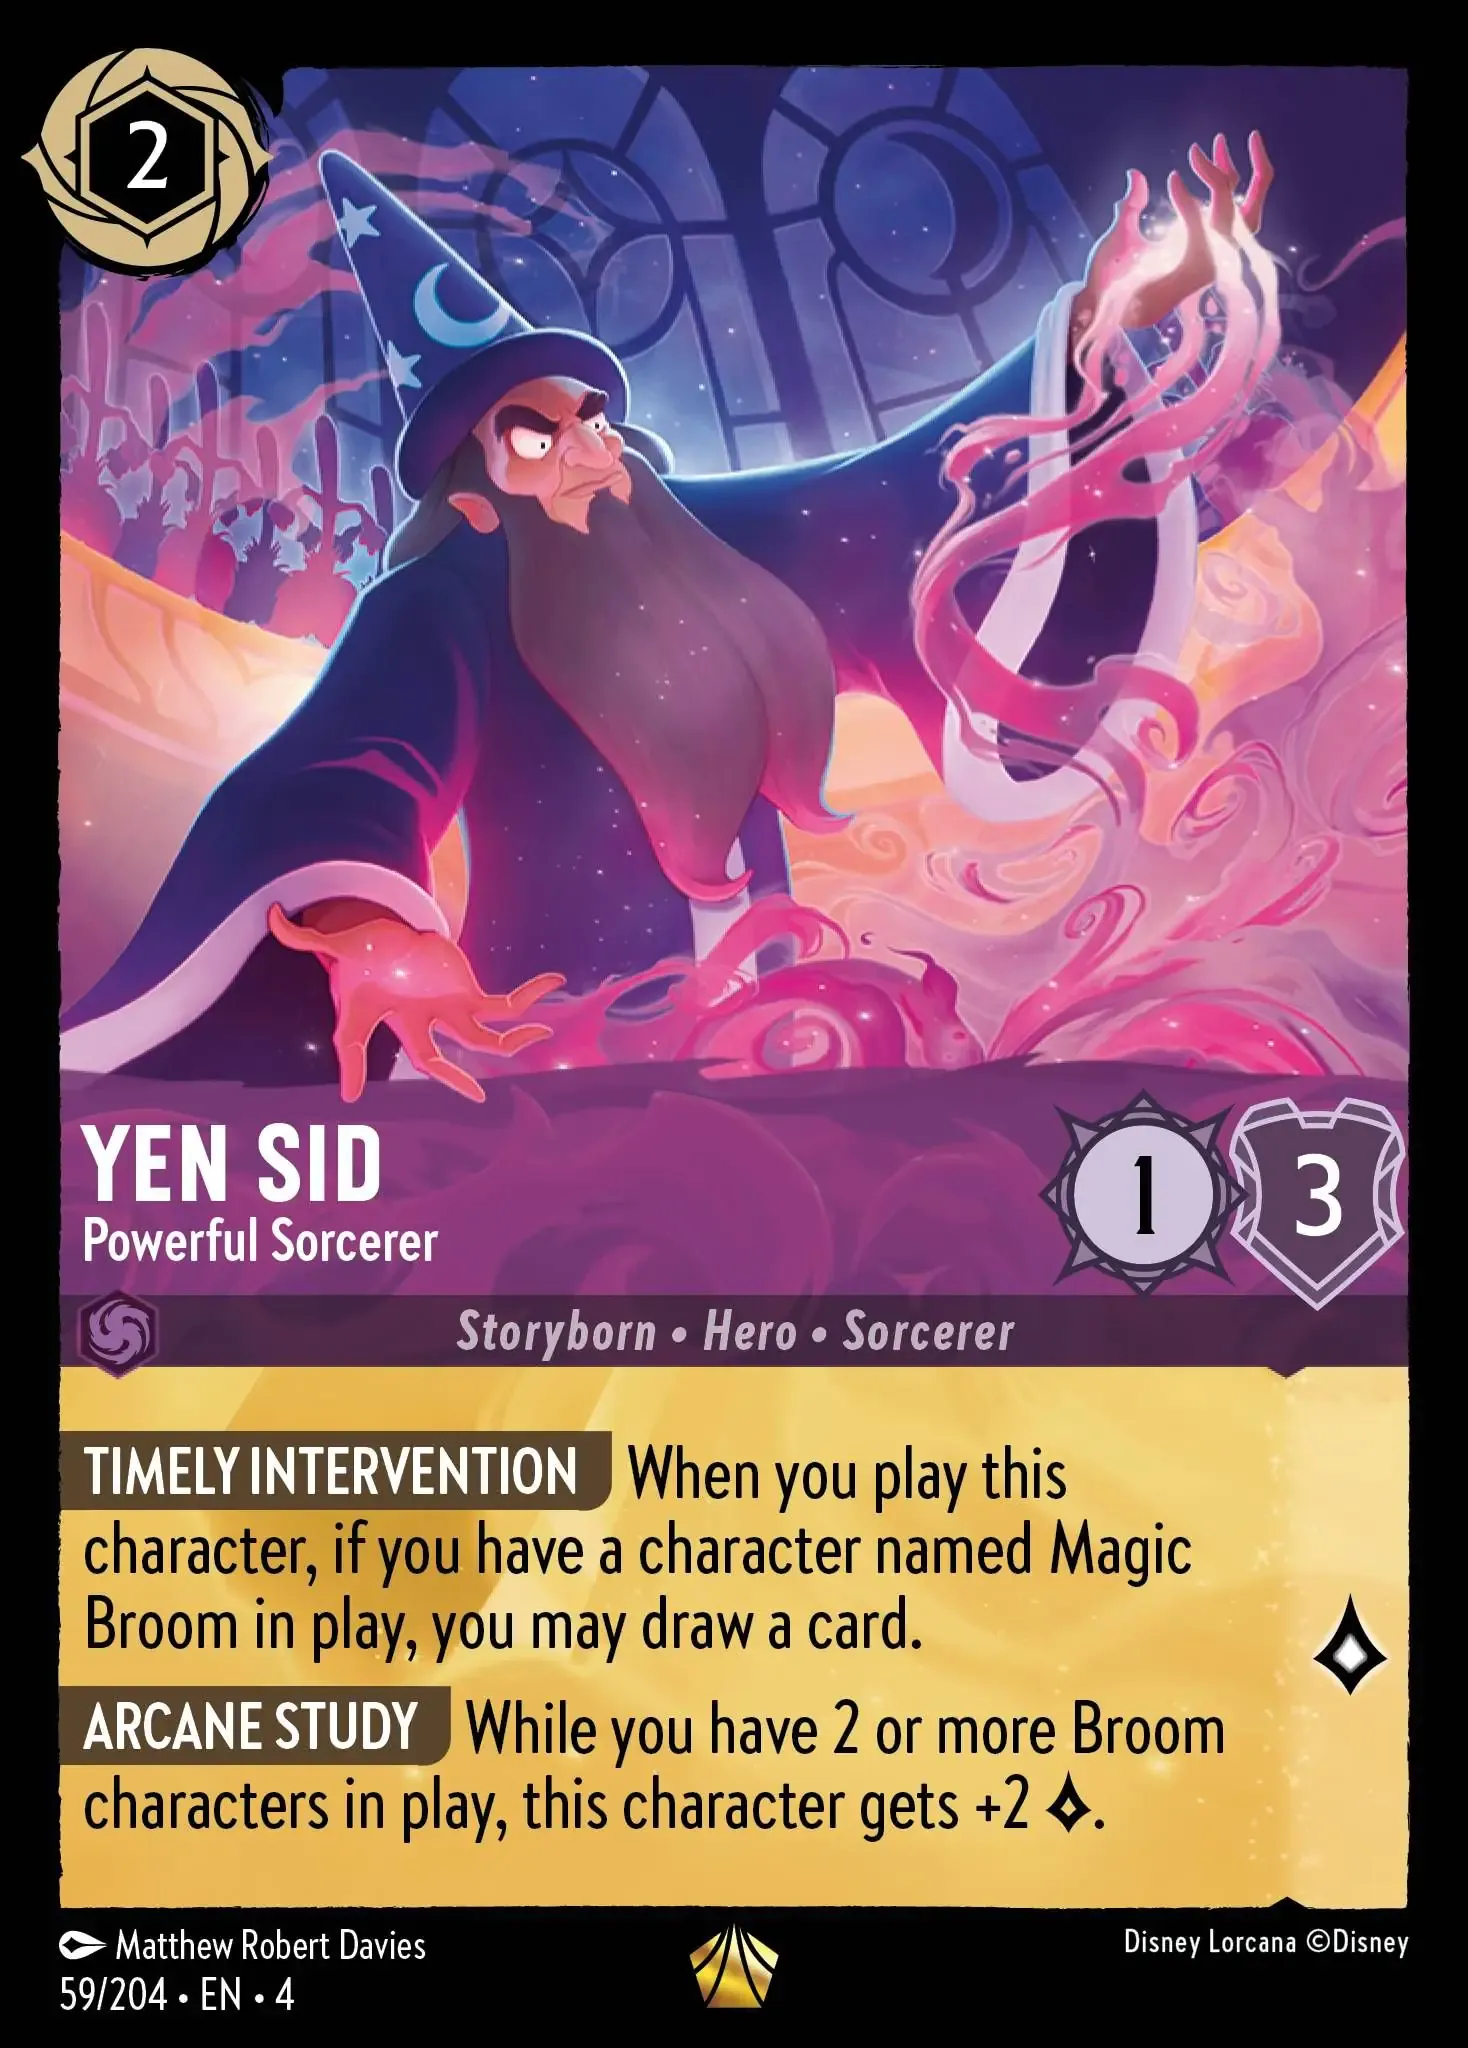 2
YEN SID
Powerful Sorcerer
1 3
Storyborn • Hero • Sorcerer
TIMELY INTERVENTION When you play this
character, if you have a character named Magic
Broom in play, you may draw a card.
ARCANE STUDY While you have 2 or more Broom
characters in play, this character gets +2 .
Matthew Robert Davies
Disney Lorcana ©Disney
59/204 • EN • 4